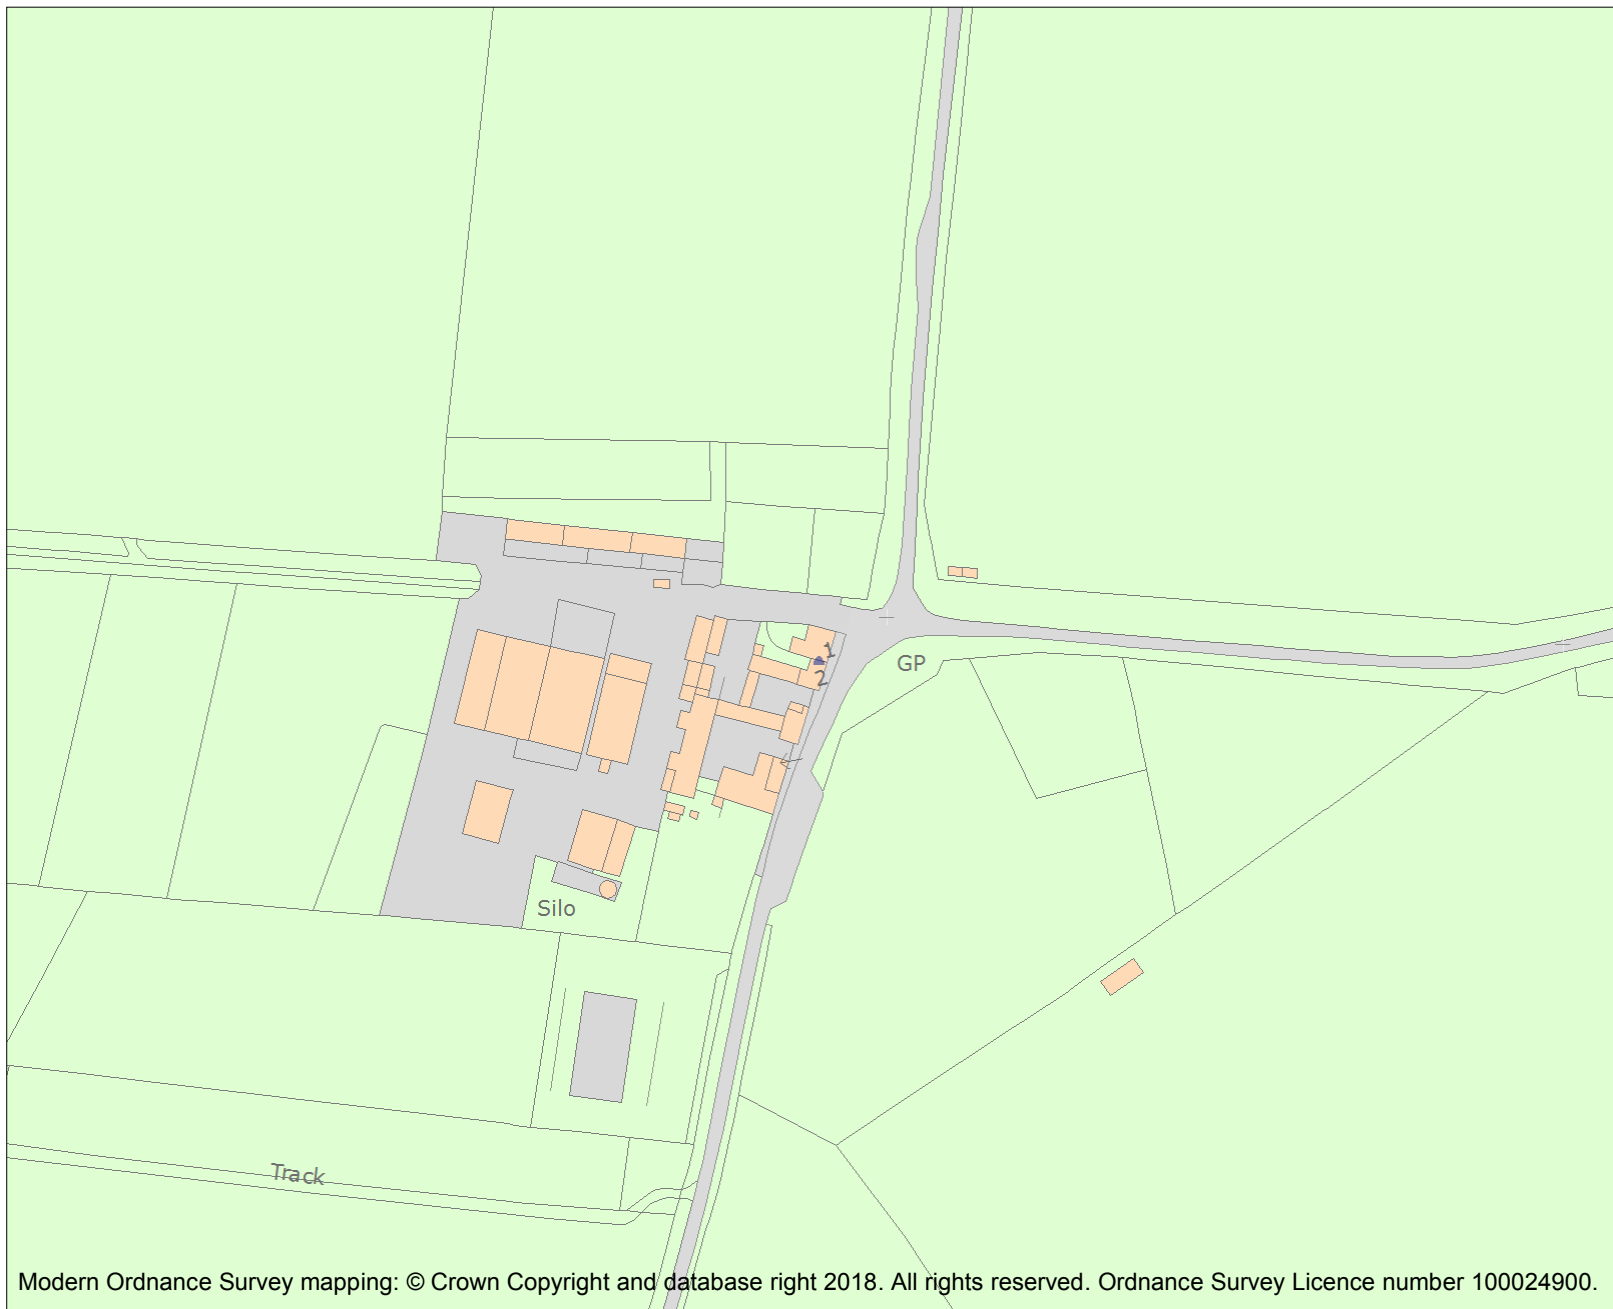 1
GP
2
Silo
Track
Modern Ordnance Survey mapping: © Crown Copyright and database right 2018. All rights reserved. Ordnance Survey Licence number 100024900.